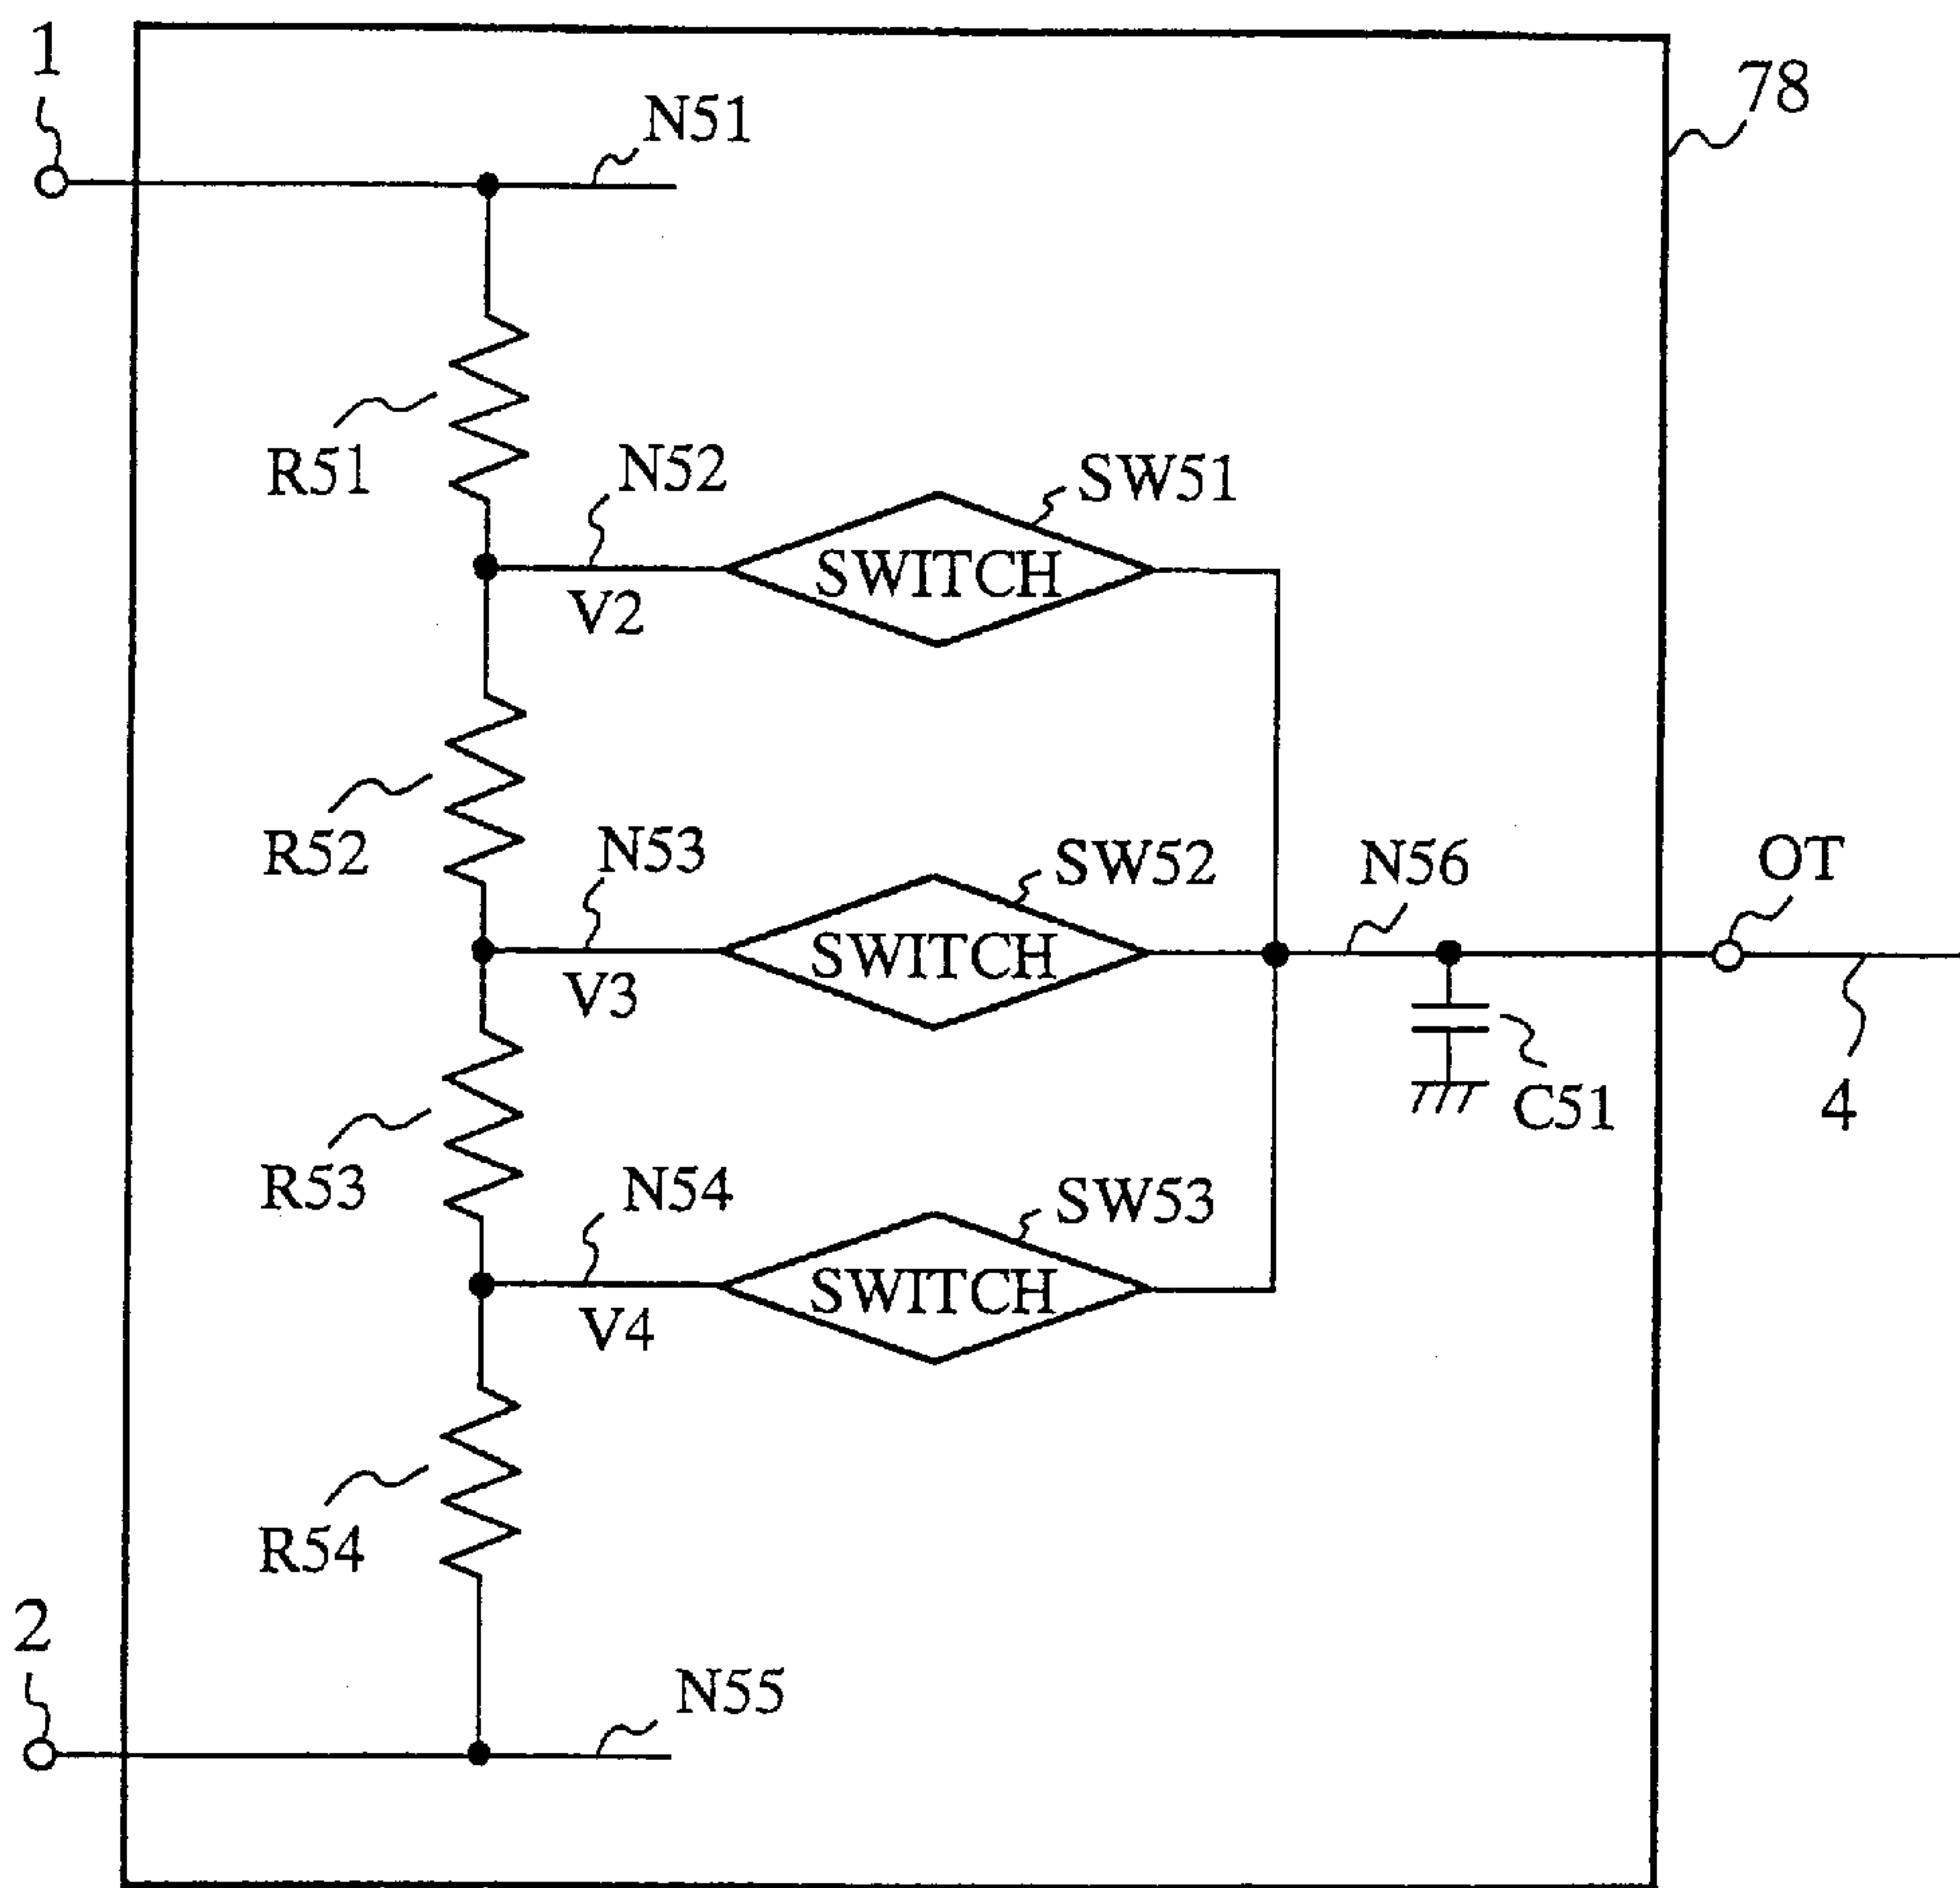 1
78
N51
R51
N52
SW51
SWITCH
V2
R52
N53
SW52
N56
OT
SWITCH
V3
C51
4
R53
N54
SW53
SWITCH
V4
R54
2
N55